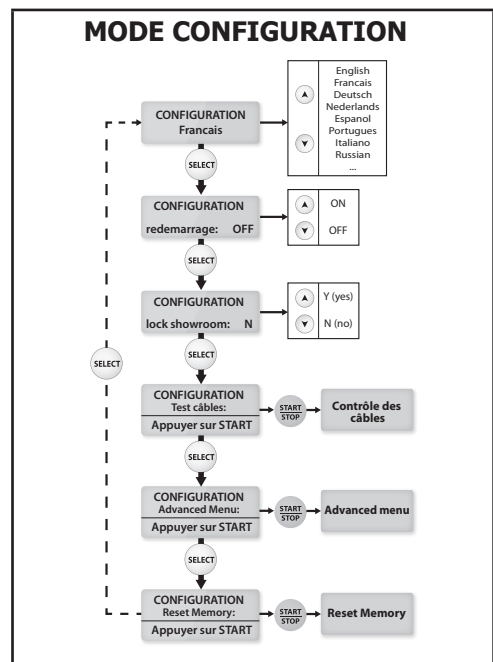 MODE CONFIGURATION
CONFIGURATION
Francais
English
Francais
Deutsch
Nederlands
Espanol
Portugues
Italiano
Russian
...
SELECT
CONFIGURATION
redemarrage: OFF
ON
OFF
SELECT
CONFIGURATION
lock showroom: N
Y (yes)
N (no)
SELECT
SELECT
CONFIGURATION
Test câbles:
Appuyer sur START
START
STOP
Contrôle des
câbles
SELECT
CONFIGURATION
Advanced Menu:
Appuyer sur START
START
STOP
Advanced menu
SELECT
CONFIGURATION
Reset Memory:
Appuyer sur START
START
STOP
Reset Memory